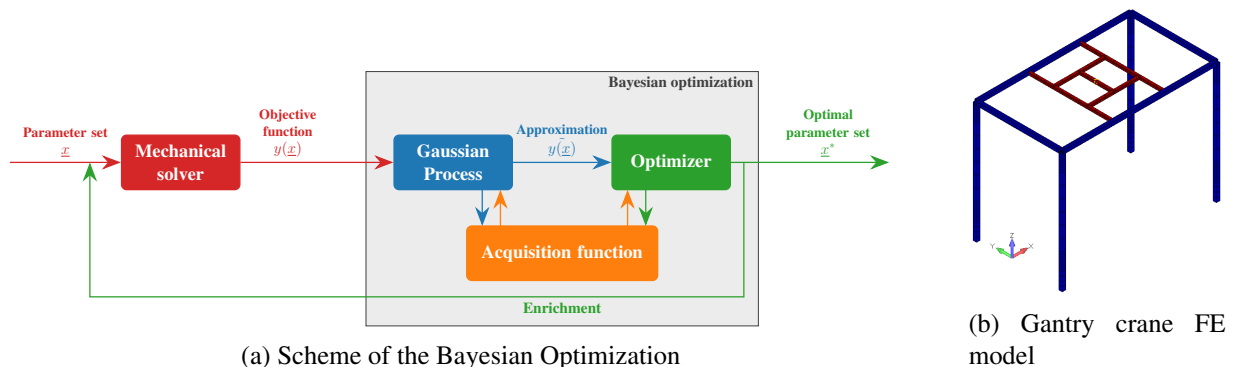 Bayesian optimization
Parameter set
x
Mechanical
solver
Objective
function
y(x)
Gaussian
Process
Approximation
ỹ(x)
Optimizer
Optimal
parameter set
x*
Acquisition function
Enrichment
(a) Scheme of the Bayesian Optimization
Z
Y
X
(b) Gantry crane FE
model